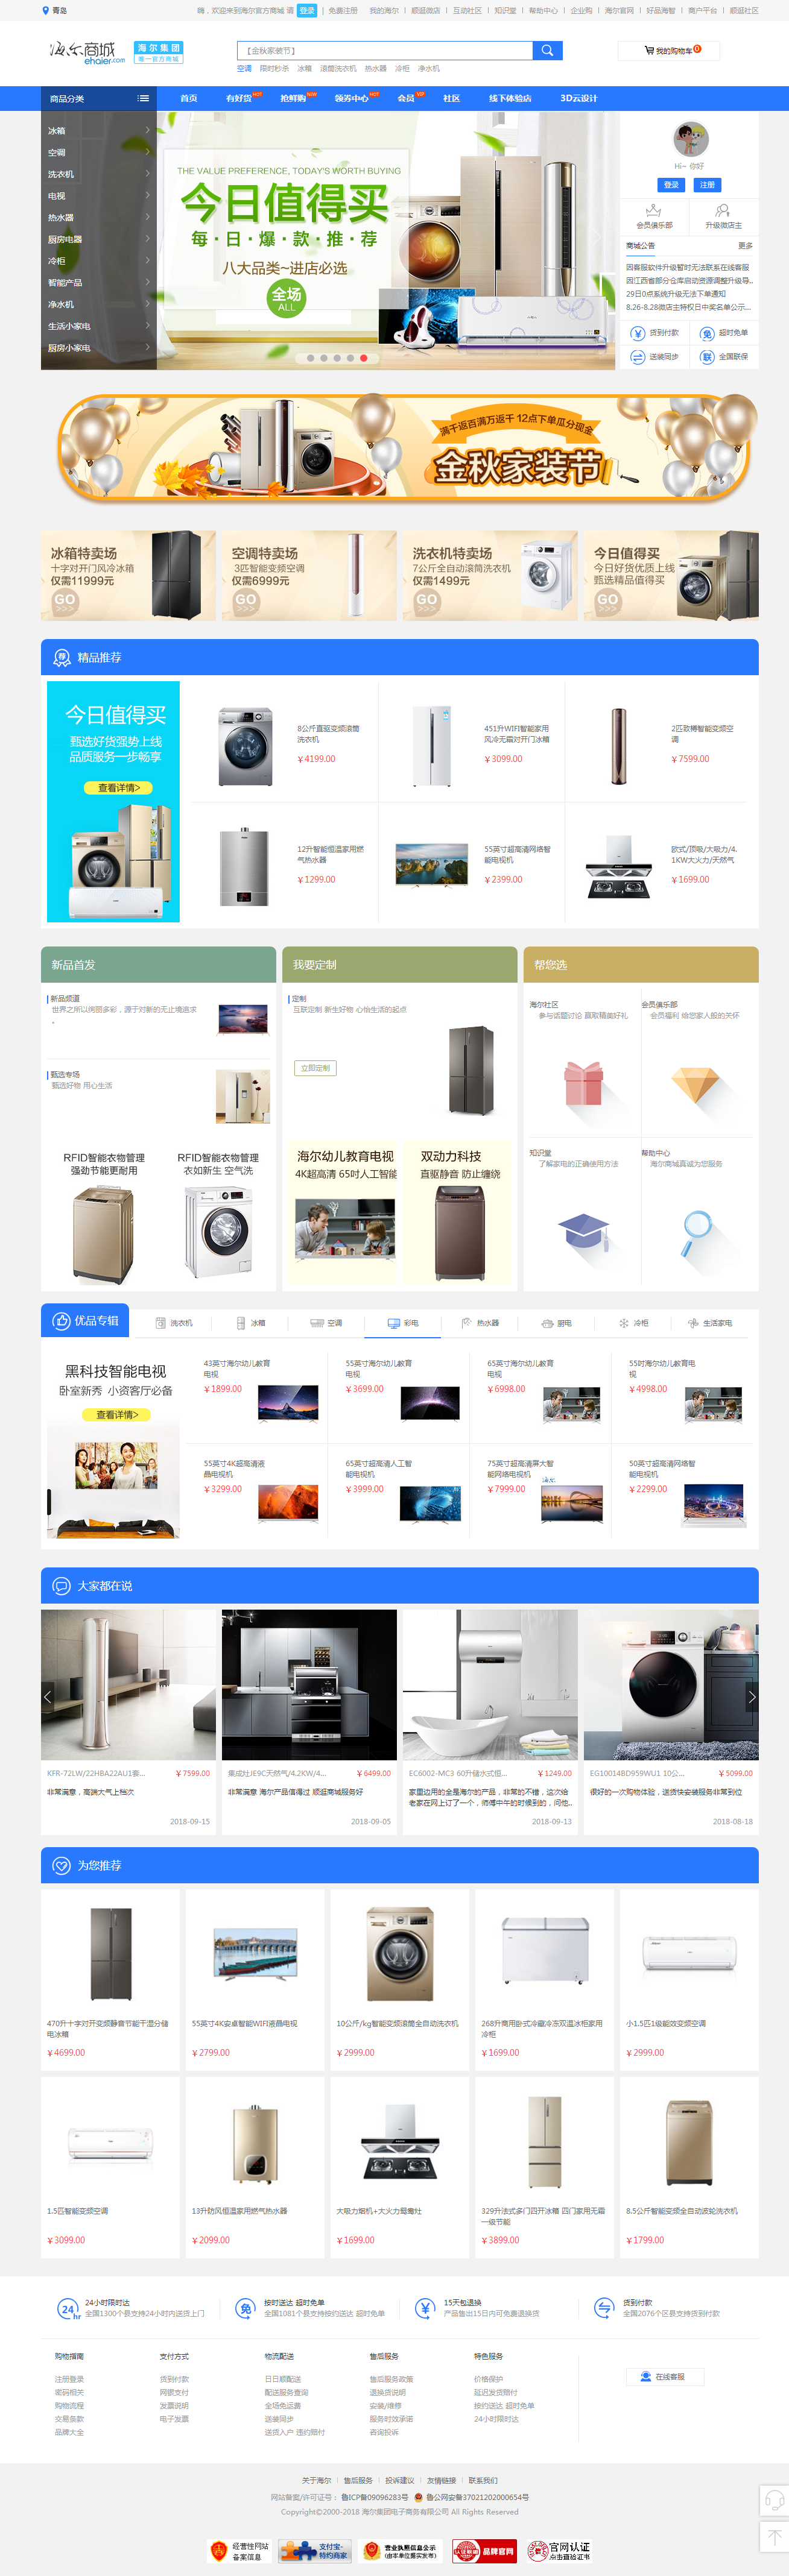 青岛
嗨，欢迎来到海尔官方商城 请 登录 | 免费注册
我的海尔 | 顺逛微店 | 互动社区 | 知识堂 | 帮助中心 | 企业购 | 海尔官网 | 好品海智 | 商户平台 | 顺逛社区
海尔商城
ehaier.com
海尔集团
唯一官方商城
【金秋家装节】
我的购物车 0
空调 限时秒杀 冰箱 滚筒洗衣机 热水器 冷柜 净水机
商品分类
首页 有好货 HOT 抢鲜购 NEW 领券中心 HOT 会员 VIP 社区 线下体验店 3D云设计
冰箱
空调
洗衣机
电视
热水器
厨房电器
冷柜
智能产品
净水机
生活小家电
厨房小家电
THE VALUE PREFERENCE, TODAY'S WORTH BUYING
今日值得买
每·日·爆·款·推·荐
八大品类~进店必选
全场
ALL
Hi~ 你好
登录 注册
会员俱乐部 升级微店主
商城公告 更多
因客服软件升级暂时无法联系在线客服
因江西省部分仓库启动资源调整升级导..
29日0点系统升级无法下单通知
8.26-8.28微店主特权日中奖名单公示...
货到付款 超时免单
送装同步 全国联保
满千返百满万返千 12点下单瓜分现金
金秋家装节
冰箱特卖场
十字对开门风冷冰箱
仅需11999元
GO
>>>
空调特卖场
3匹智能变频空调
仅需6999元
GO
>>>
洗衣机特卖场
7公斤全自动滚筒洗衣机
仅需1499元
GO
>>>
今日值得买
今日好货优质上线
甄选精品值得买
GO
>>>
精品推荐
今日值得买
甄选好货强势上线
品质服务一步畅享
查看详情>
8公斤直驱变频滚筒
洗衣机
￥4199.00
451升WIFI智能家用
风冷无霜对开门冰箱
￥3099.00
2匹致樽智能变频空
调
￥7599.00
12升智能恒温家用燃
气热水器
￥1299.00
55英寸超高清网络智
能电视机
￥2399.00
欧式/顶吸/大吸力/4.
1KW大火力/天然气
￥1699.00
新品首发
新品频道
世界之所以绚丽多彩，源于对新的无止境追求
。
甄选专场
甄选好物 用心生活
RFID智能衣物管理
强劲节能更耐用
RFID智能衣物管理
衣如新生 空气洗
我要定制
定制
互联定制 新生好物 心怡生活的起点
立即定制
海尔幼儿教育电视
4K超高清 65吋人工智能
双动力科技
直驱静音 防止缠绕
帮您选
海尔社区
参与话题讨论 赢取精美好礼
会员俱乐部
会员福利 给您家人般的关怀
知识堂
了解家电的正确使用方法
帮助中心
海尔商城真诚为您服务
优品专辑
洗衣机 冰箱 空调 彩电 热水器 厨电 冷柜 生活家电
黑科技智能电视
卧室新秀 小资客厅必备
查看详情>
43英寸海尔幼儿教育
电视
￥1899.00
55英寸海尔幼儿教育
电视
￥3699.00
65英寸海尔幼儿教育
电视
￥6998.00
55吋海尔幼儿教育电
视
￥4998.00
55英寸4K超高清液
晶电视机
￥3299.00
65英寸超高清人工智
能电视机
￥3999.00
75英寸超高清屏大智
能网络电视机
￥7999.00
50英寸超高清网络智
能电视机
￥2299.00
大家都在说
KFR-72LW/22HBA22AU1套... ￥7599.00
非常满意，高端大气上档次
2018-09-15
集成灶JE9C天然气/4.2KW/4... ￥6499.00
非常满意 海尔产品值得过 顺逛商城服务好
2018-09-05
EC6002-MC3 60升储水式恒... ￥1249.00
家里边用的全是海尔的产品，非常的不错，这次给
老家在网上订了一个，师傅中午的时候到的，问他..
2018-09-13
EG10014BD959WU1 10公... ￥5099.00
很好的一次购物体验，送货快安装服务非常到位
2018-08-18
为您推荐
470升十字对开变频静音节能干湿分储
电冰箱
￥4699.00
55英寸4K安卓智能WIFI液晶电视
￥2799.00
10公斤/kg智能变频滚筒全自动洗衣机
￥2999.00
268升商用卧式冷藏冷冻双温冰柜家用
冷柜
￥1699.00
小1.5匹1级能效变频空调
￥2999.00
1.5匹智能变频空调
￥3099.00
13升防风恒温家用燃气热水器
￥2099.00
大吸力烟机+大火力鸳鸯灶
￥1699.00
329升法式多门四开冰箱 四门家用无霜
一级节能
￥3899.00
8.5公斤智能变频全自动波轮洗衣机
￥1799.00
24小时限时达
全国1300个县支持24小时内送货上门
按时送达 超时免单
全国1081个县支持按约送达 超时免单
15天包退换
产品售出15日内可免费退换货
货到付款
全国2076个区县支持货到付款
购物指南
注册登录
密码相关
购物流程
交易条款
品牌大全
支付方式
货到付款
网银支付
发票说明
电子发票
物流配送
日日顺配送
配送服务查询
全场免运费
送装同步
送货入户 违约赔付
售后服务
售后服务政策
退换货说明
安装/维修
服务时效承诺
咨询投诉
特色服务
价格保护
延迟发货赔付
按约送达 超时免单
24小时限时达
在线客服
关于海尔 | 售后服务 | 投诉建议 | 友情链接 | 联系我们
网站备案/许可证号： 鲁ICP备09096283号 鲁公网安备37021202000654号
Copyright©2000-2018 海尔集团电子商务有限公司 All Rights Reserved
经营性网站
备案信息
支付宝·
特约商家
营业执照信息公示
(由本单位遵实发布)
品牌官网
官网认证
点击查验证书